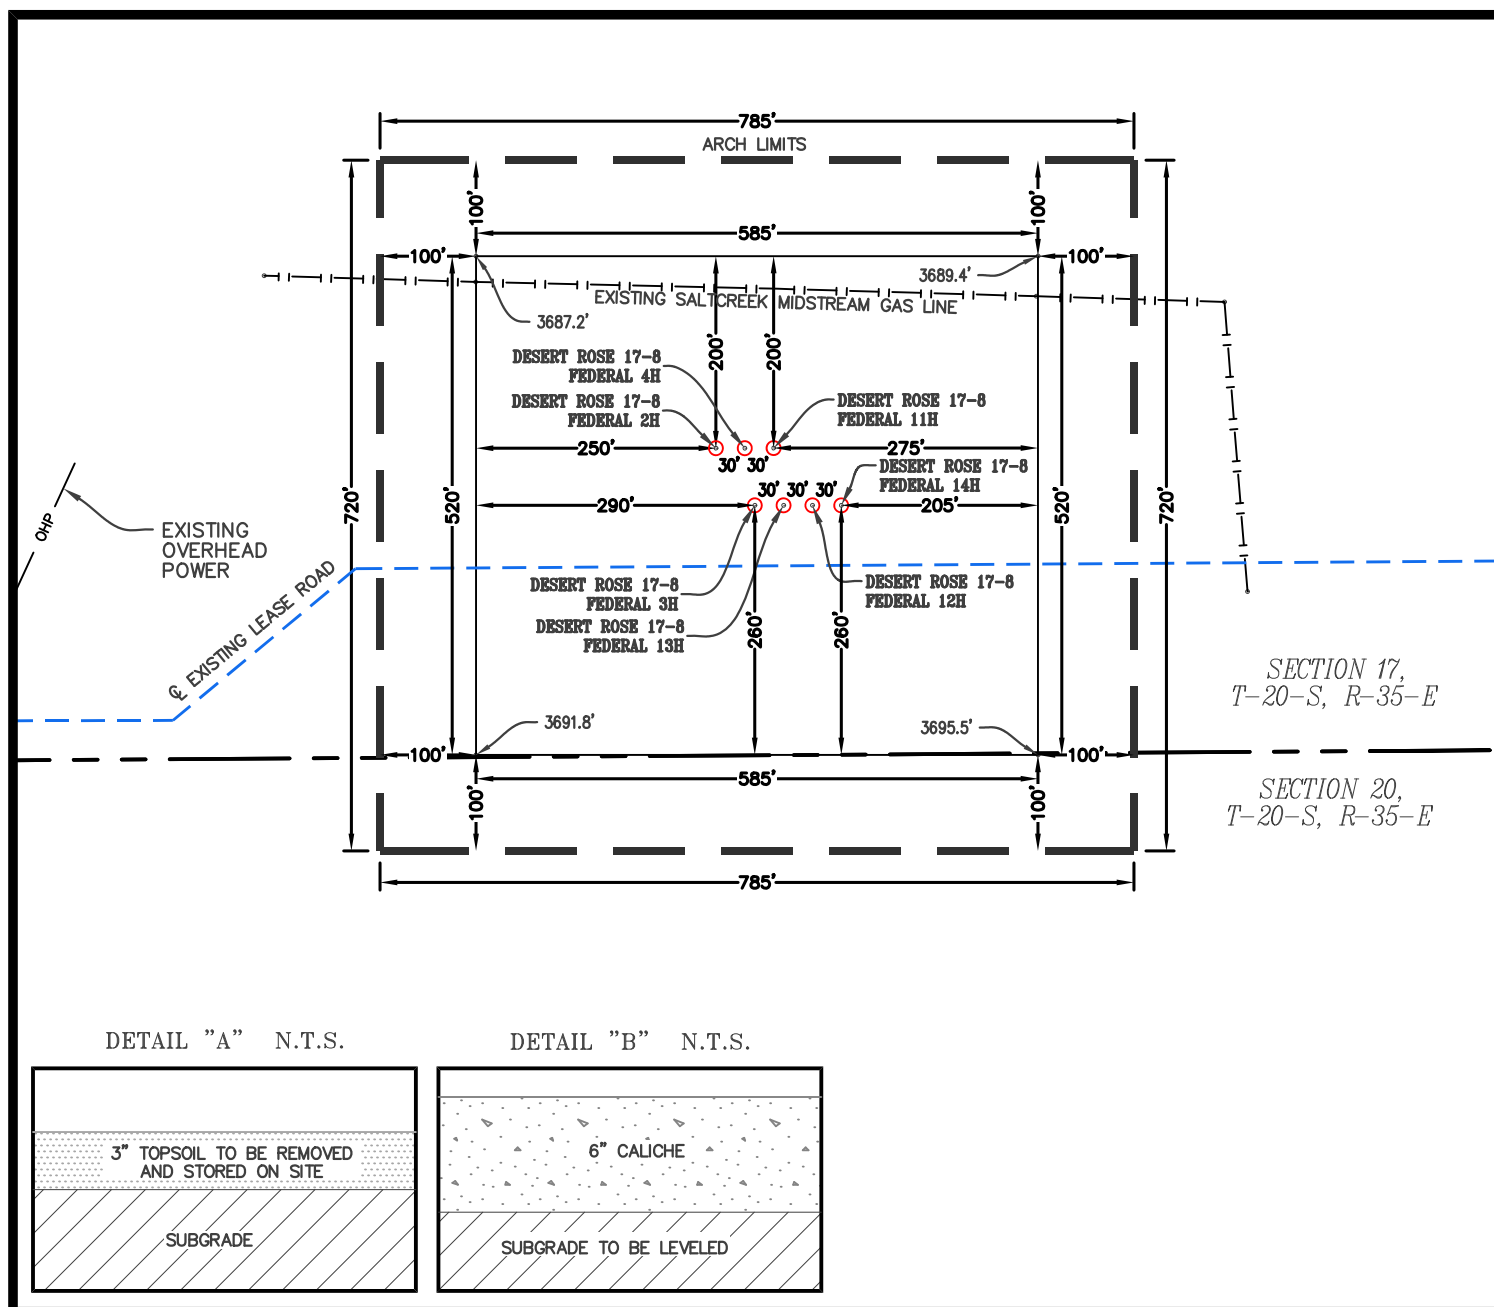 785'
ARCH LIMITS
100'
100'
585'
100'
100'
3689.4'
EXISTING SALTCREEK MIDSTREAM GAS LINE
3687.2'
200'
200'
DESERT ROSE 17-8
FEDERAL 4H
DESERT ROSE 17-8
FEDERAL 2H
DESERT ROSE 17-8
FEDERAL 11H
250'
275'
30'
30'
DESERT ROSE 17-8
FEDERAL 14H
30'
30'
30'
290'
205'
720'
520'
520'
720'
OHP
EXISTING
OVERHEAD
POWER
℄ EXISTING LEASE ROAD
DESERT ROSE 17-8
FEDERAL 3H
DESERT ROSE 17-8
FEDERAL 12H
DESERT ROSE 17-8
FEDERAL 13H
260'
260'
SECTION 17,
T-20-S, R-35-E
3691.8'
3695.5'
100'
100'
585'
100'
100'
SECTION 20,
T-20-S, R-35-E
785'
DETAIL "A" N.T.S.
DETAIL "B" N.T.S.
3" TOPSOIL TO BE REMOVED
AND STORED ON SITE
SUBGRADE
6" CALICHE
SUBGRADE TO BE LEVELED